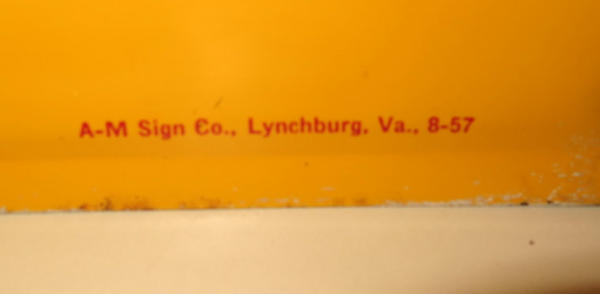 A-M Sign Co., Lynchburg, Va., 8-57